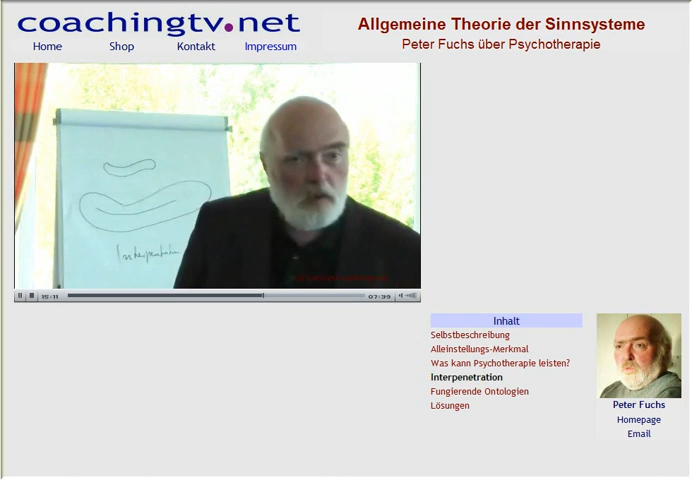 coachingtv.net
Home Shop Kontakt Impressum
Allgemeine Theorie der Sinnsysteme
Peter Fuchs über Psychotherapie
15:11
07:39
Inhalt
Selbstbeschreibung
Alleinstellungs-Merkmal
Was kann Psychotherapie leisten?
Interpenetration
Fungierende Ontologien
Lösungen
Peter Fuchs
Homepage
Email